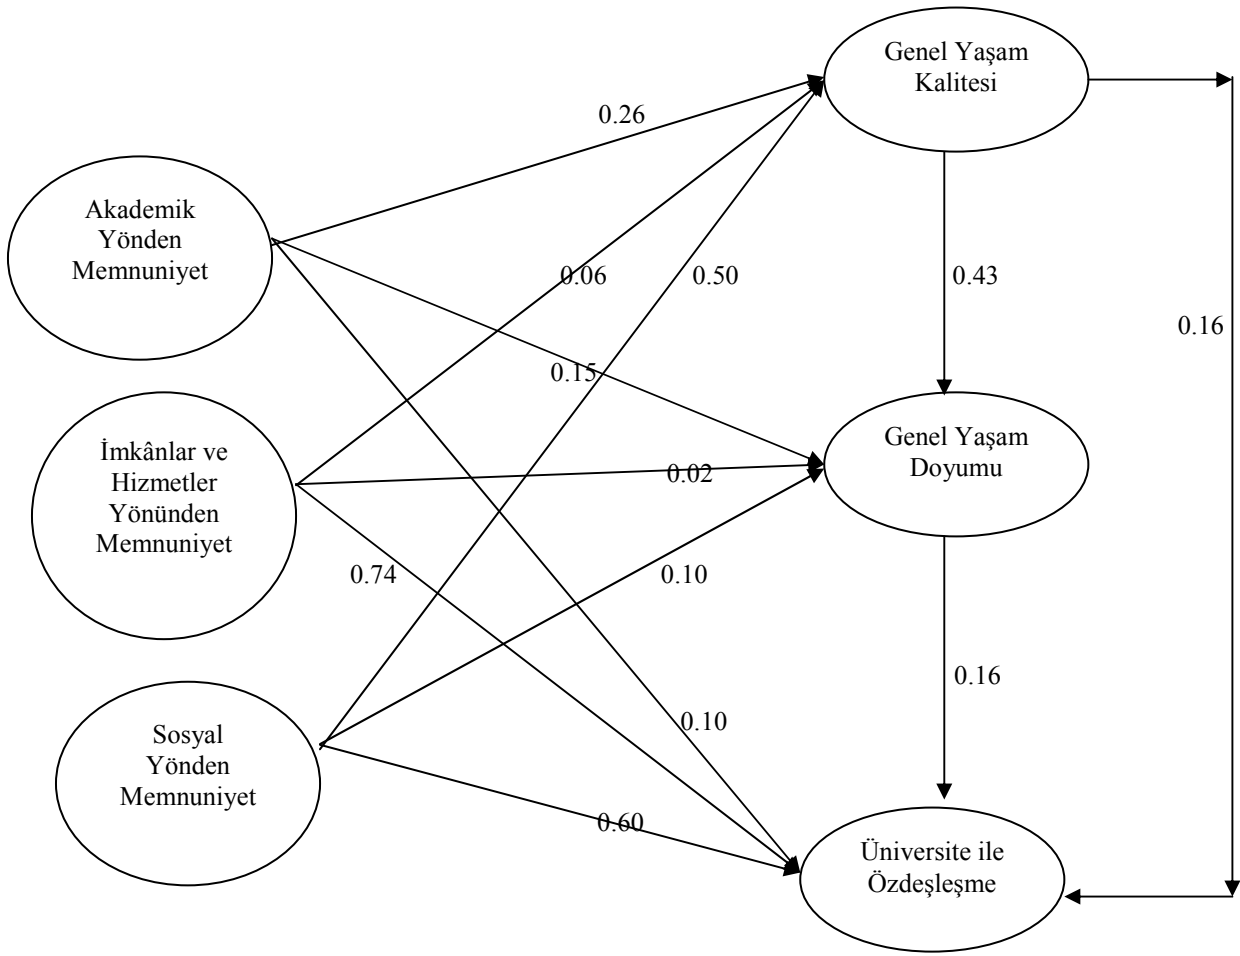 Genel Yaşam
Kalitesi
0.26
Akademik
Yönden
Memnuniyet
0.06
0.50
0.43
0.16
0.15
İmkânlar ve
Hizmetler
Yönünden
Memnuniyet
Genel Yaşam
Doyumu
0.02
0.74
0.10
0.16
Sosyal
Yönden
Memnuniyet
0.10
0.60
Üniversite ile
Özdeşleşme